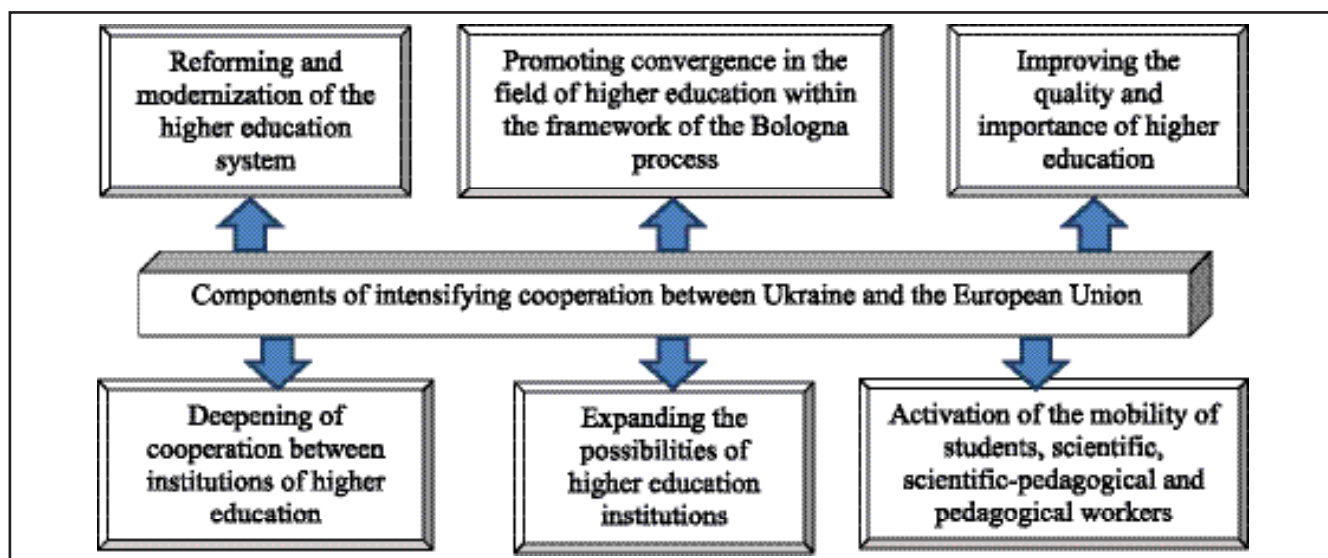 Reforming and
modernization of the
higher education
system
Promoting convergence in the
field of higher education within
the framework of the Bologna
process
Improving the
quality and
importance of higher
education
Components of intensifying cooperation between Ukraine and the European Union
Deepening of
cooperation between
institutions of higher
education
Expanding the
possibilities of
higher education
institutions
Activation of the mobility of
students, scientific,
scientific-pedagogical and
pedagogical workers